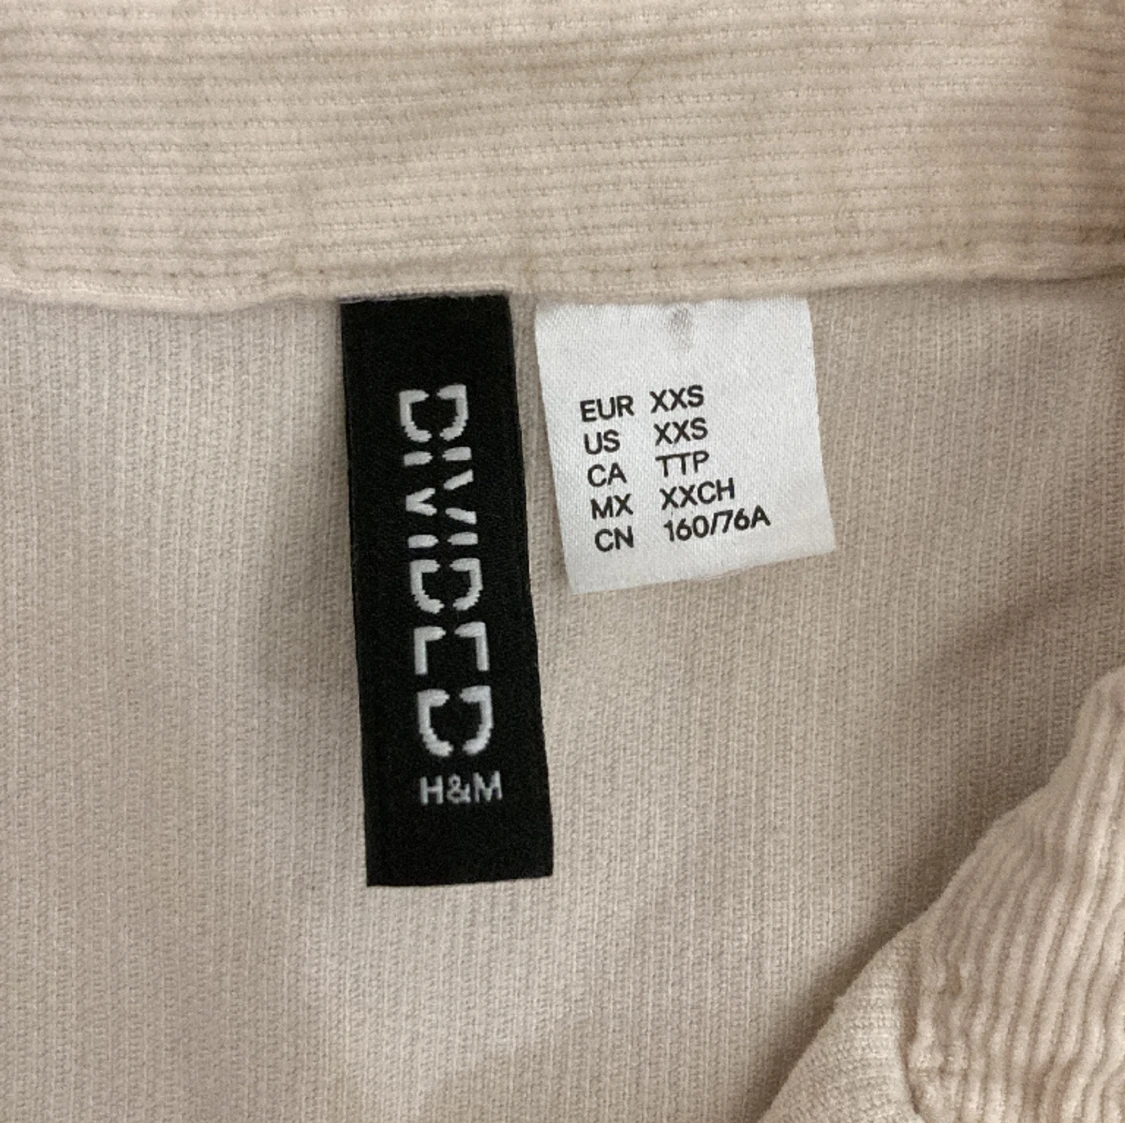 DIVIDED
H&M
EUR XXS
US XXS
CA TTP
MX XXCH
CN 160/76A